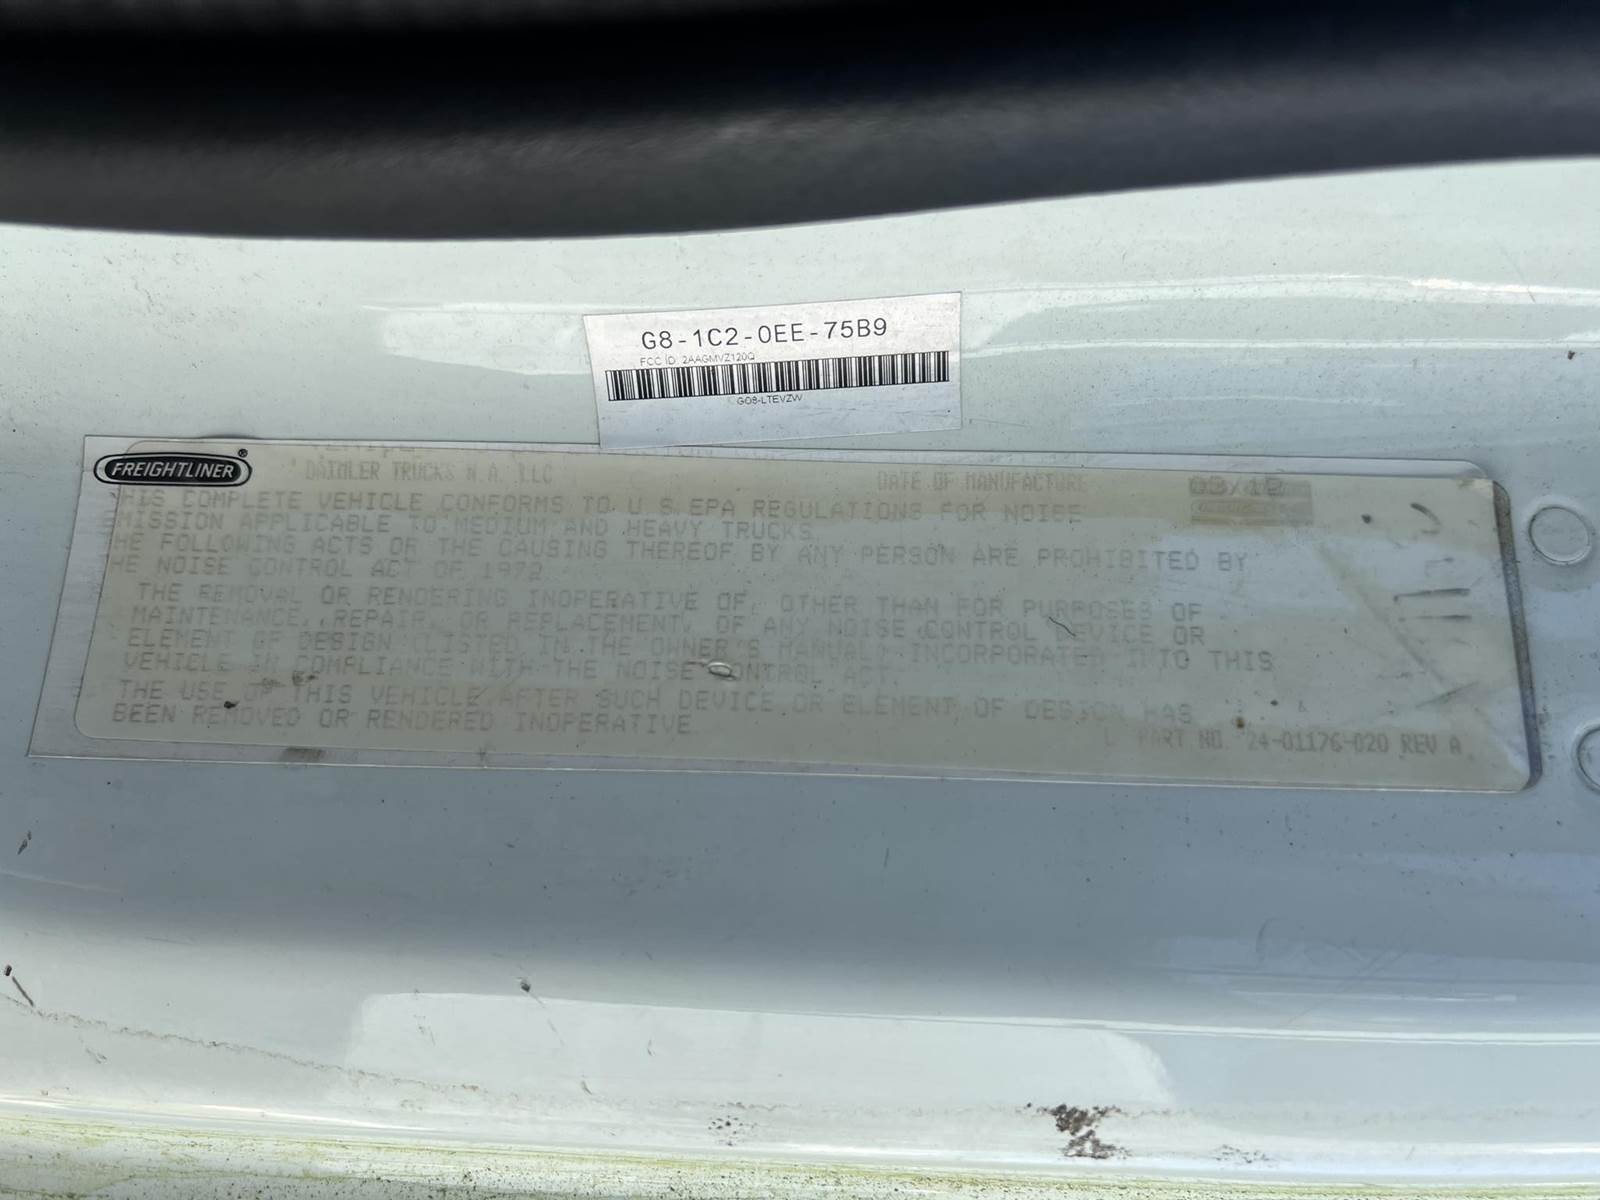 G8-1C2-0EE-75B9
FCC ID: 2AAGMVZ120Q
GO8-LTEVZW
FREIGHTLINER®
DAIMLER TRUCKS N.A. LLC DATE OF MANUFACTURE
HIS COMPLETE VEHICLE CONFORMS TO U S EPA REGULATIONS FOR NOISE
EMISSION APPLICABLE TO MEDIUM AND HEAVY TRUCKS
HE FOLLOWING ACTS OR THE CAUSING THEREOF BY ANY PERSON ARE PROHIBITED BY
HE NOISE CONTROL ACT OF 1972
THE REMOVAL OR RENDERING INOPERATIVE OF, OTHER THAN FOR PURPOSES OF
MAINTENANCE, REPAIR, OR REPLACEMENT, OF ANY NOISE CONTROL DEVICE OR
ELEMENT OF DESIGN (LISTED IN THE OWNER'S MANUAL) INCORPORATED INTO THIS
VEHICLE IN COMPLIANCE WITH THE NOISE CONTROL ACT.
THE USE OF THIS VEHICLE AFTER SUCH DEVICE OR ELEMENT OF DESIGN HAS
BEEN REMOVED OR RENDERED INOPERATIVE
PART NO. 24-01176-020 REV A